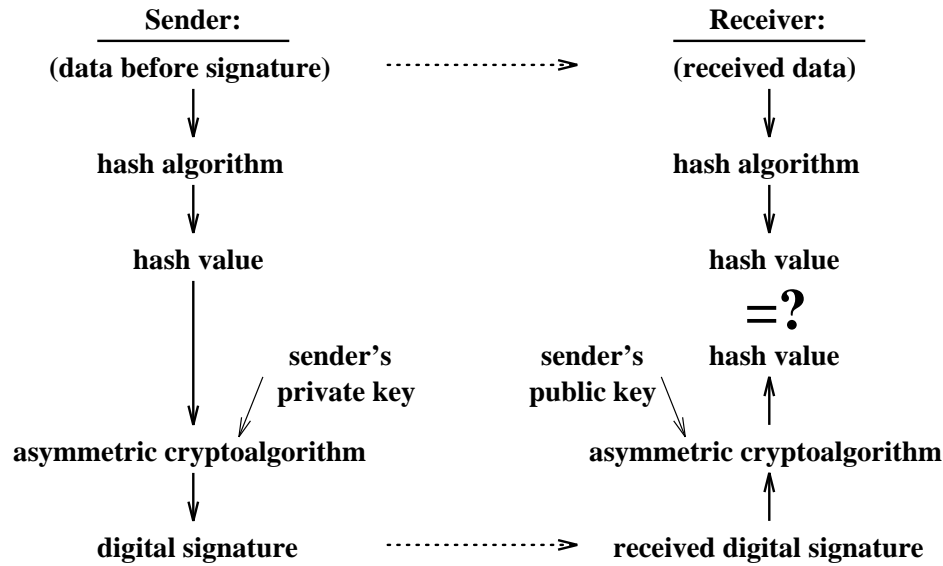 Sender:
(data before signature)
hash algorithm
hash value
sender's
private key
asymmetric cryptoalgorithm
digital signature
Receiver:
(received data)
hash algorithm
hash value
=?
hash value
sender's
public key
asymmetric cryptoalgorithm
received digital signature